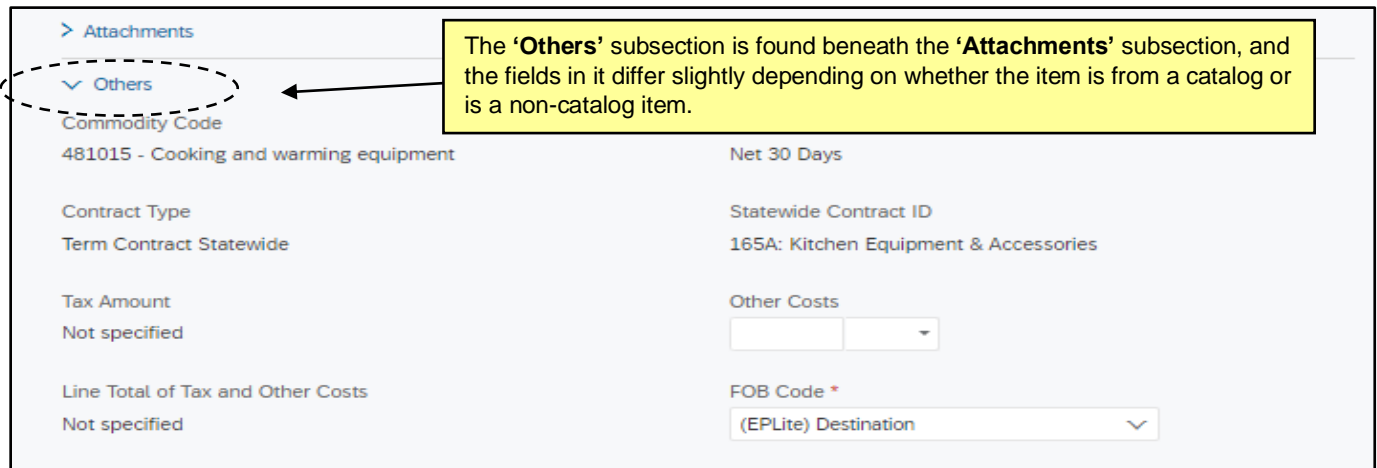 Attachments
The ‘Others’ subsection is found beneath the ‘Attachments’ subsection, and
the fields in it differ slightly depending on whether the item is from a catalog or
is a non-catalog item.
Others
Commodity Code
481015 - Cooking and warming equipment
Net 30 Days
Contract Type
Statewide Contract ID
Term Contract Statewide
165A: Kitchen Equipment & Accessories
Tax Amount
Other Costs
Not specified
Line Total of Tax and Other Costs
FOB Code *
Not specified
(EPLite) Destination